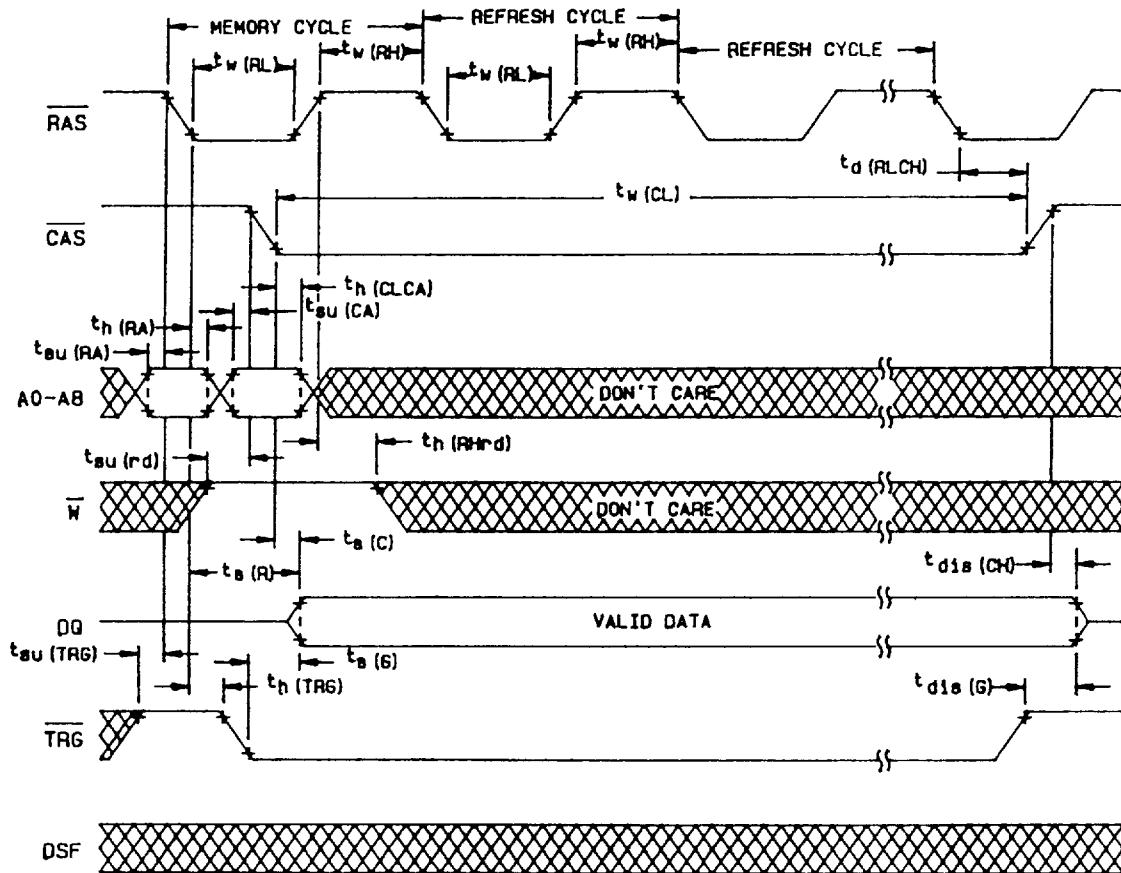 MEMORY CYCLE
REFRESH CYCLE
REFRESH CYCLE
tw(RL)
tw(RH)
tw(RL)
tw(RH)
RAS
td(RLCH)
tw(CL)
CAS
th(CLCA)
tsu(CA)
th(RA)
tsu(RA)
A0-A8
DON'T CARE
th(RHrd)
tsu(rd)
W
DON'T CARE
ta(C)
ta(R)
tdis(CH)
DQ
VALID DATA
tsu(TRG)
ta(G)
th(TRG)
tdis(G)
TRG
DSF